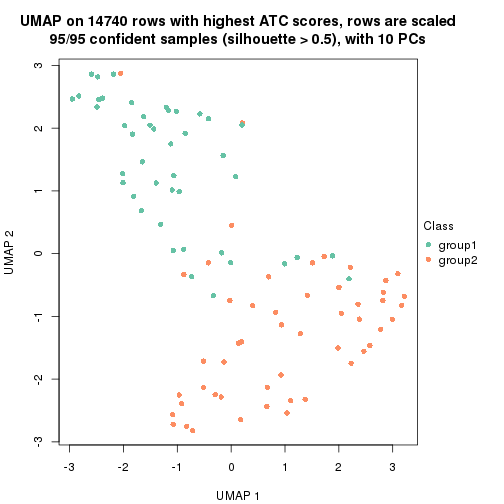 UMAP on 14740 rows with highest ATC scores, rows are scaled
95/95 confident samples (silhouette > 0.5), with 10 PCs
3
2
1
0
-1
-2
-3
UMAP 2
-3
-2
-1
0
1
2
3
UMAP 1
Class
group1
group2